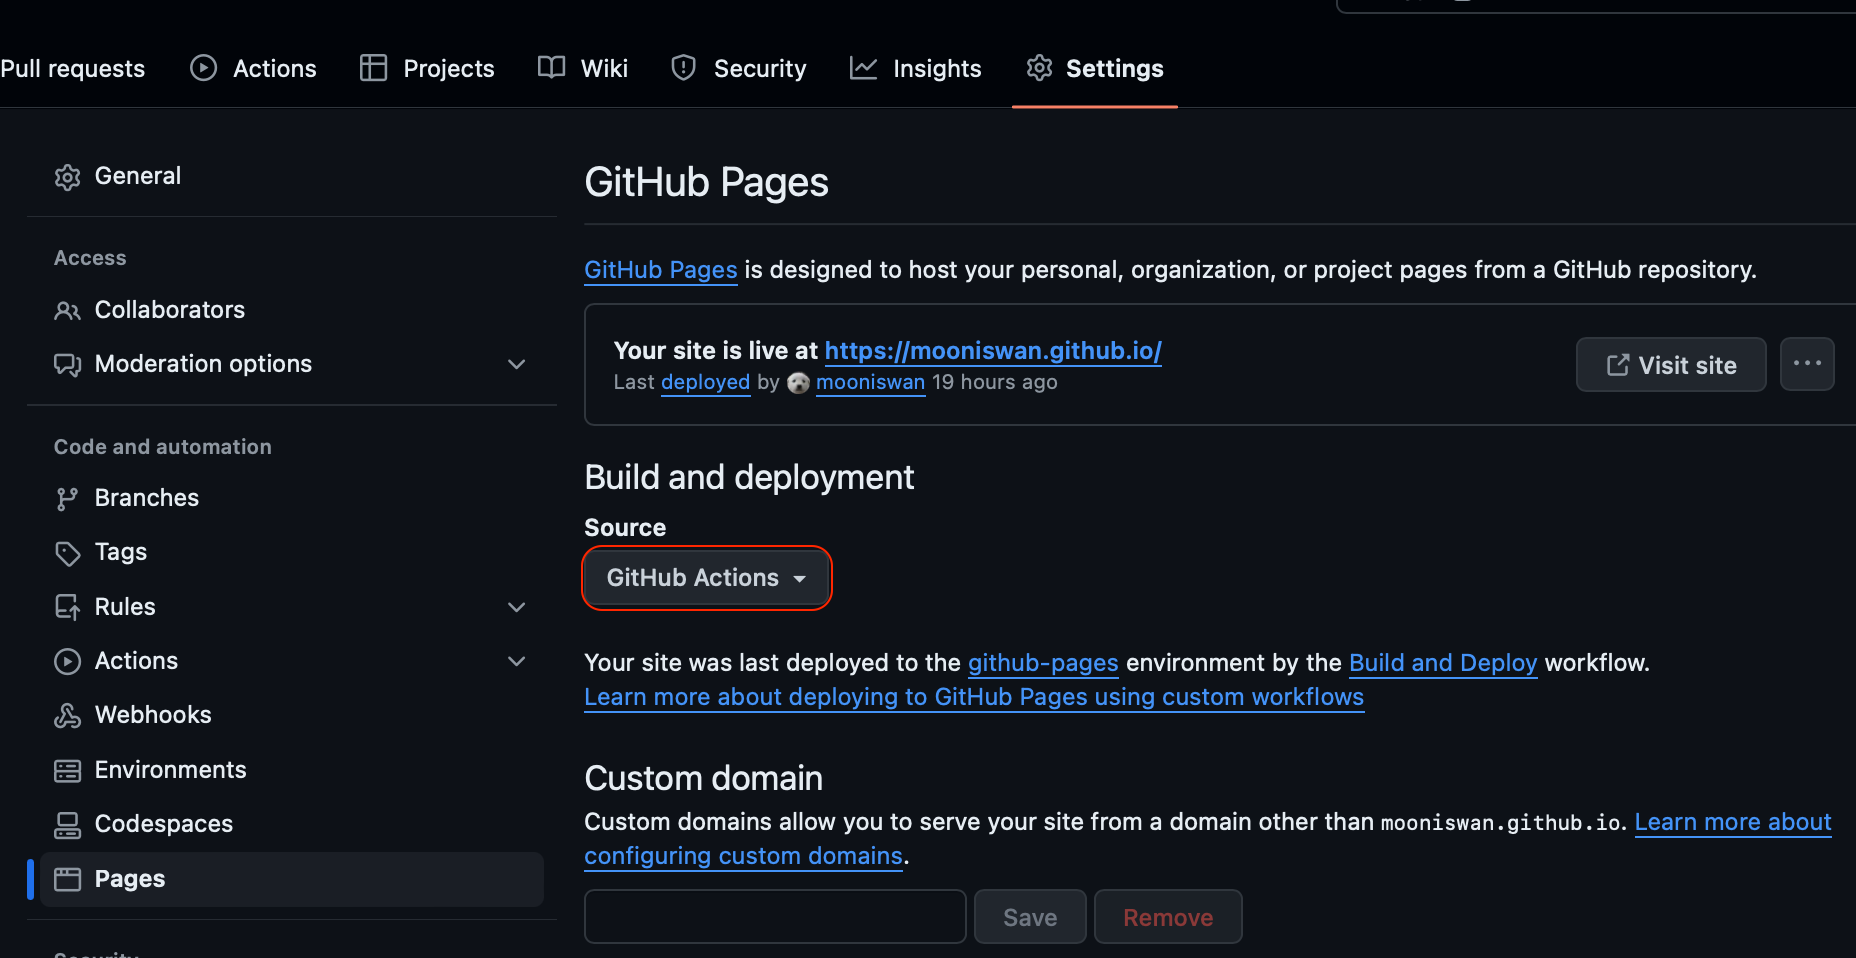 Pull requests Actions Projects Wiki Security Insights Settings
General
Access
Collaborators
Moderation options
Code and automation
Branches
Tags
Rules
Actions
Webhooks
Environments
Codespaces
Pages
Security
GitHub Pages
GitHub Pages is designed to host your personal, organization, or project pages from a GitHub repository.
Your site is live at https://mooniswan.github.io/
Last deployed by mooniswan 19 hours ago
Visit site
Build and deployment
Source
GitHub Actions
Your site was last deployed to the github-pages environment by the Build and Deploy workflow.
Learn more about deploying to GitHub Pages using custom workflows
Custom domain
Custom domains allow you to serve your site from a domain other than mooniswan.github.io. Learn more about
configuring custom domains.
Save Remove